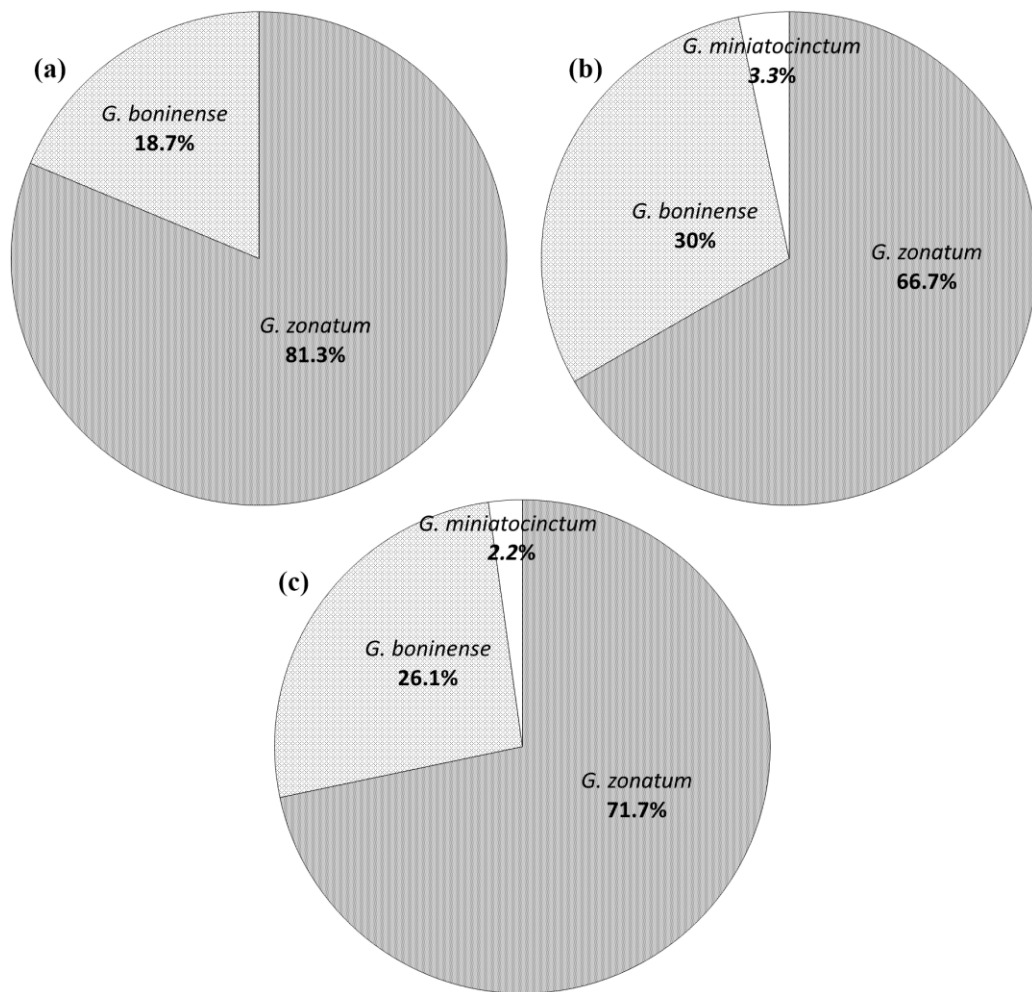 (a)
G. boninense
18.7%
G. zonatum
81.3%
(b)
G. miniatocinctum
3.3%
G. boninense
30%
G. zonatum
66.7%
(c)
G. miniatocinctum
2.2%
G. boninense
26.1%
G. zonatum
71.7%